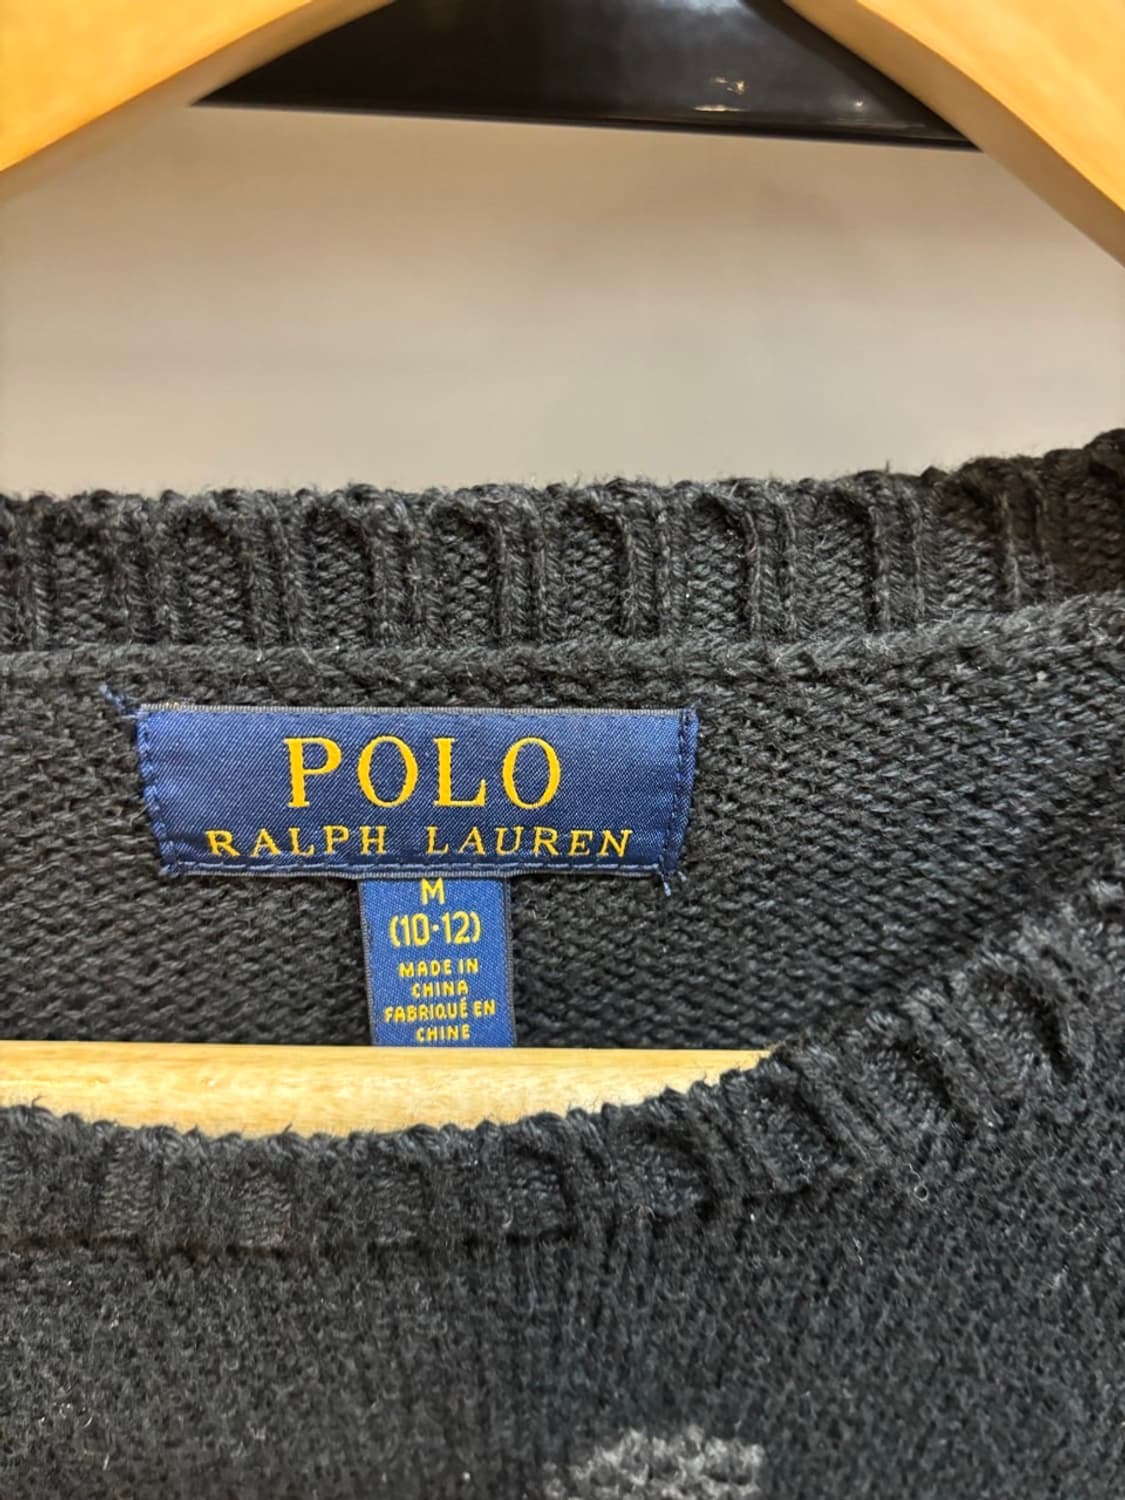 POLO
RALPH LAUREN
M
(10-12)
MADE IN
CHINA
FABRIQUÉ EN
CHINE